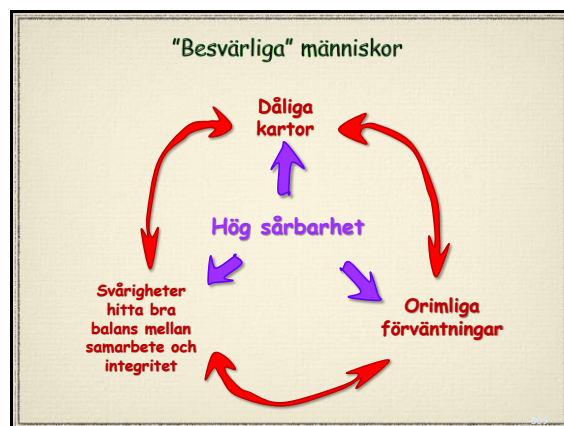 ”Besvärliga” människor
Dåliga
kartor
Hög sårbarhet
Svårigheter
hitta bra
balans mellan
samarbete och
integritet
Orimliga
förväntningar